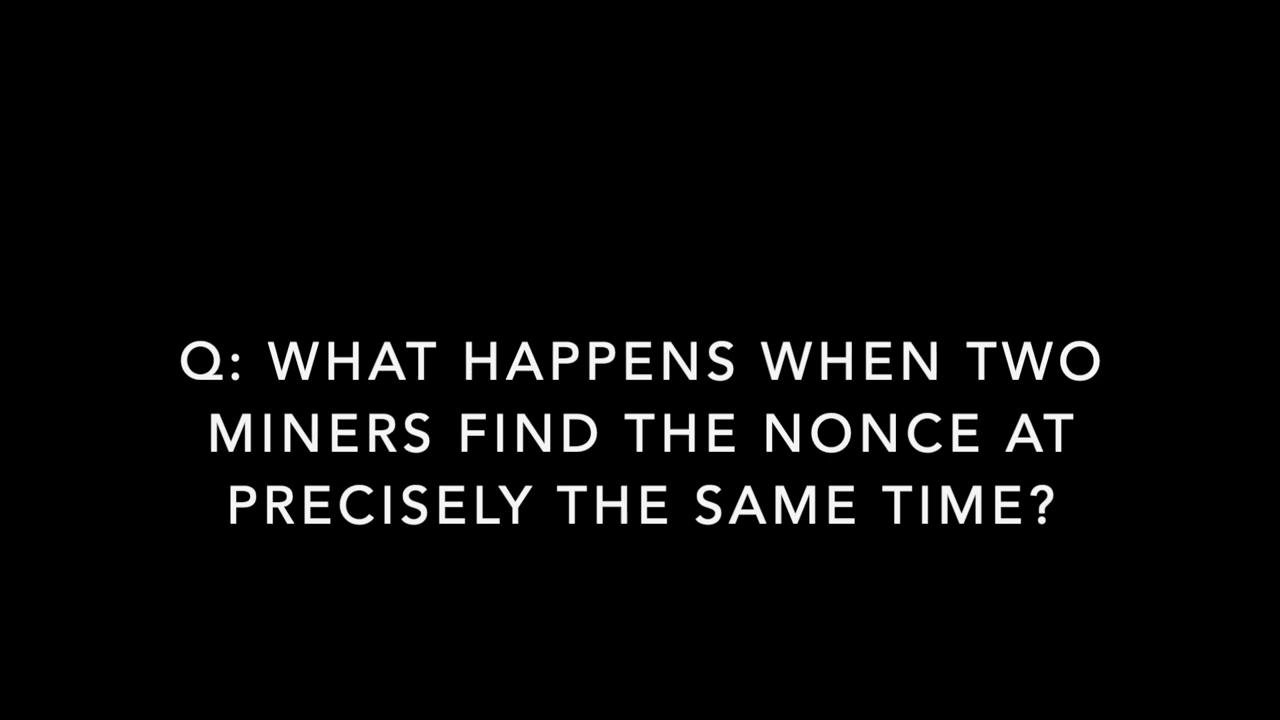 Q: WHAT HAPPENS WHEN TWO
MINERS FIND THE NONCE AT
PRECISELY THE SAME TIME?